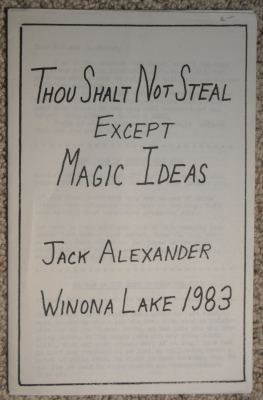 Thou Shalt Not Steal
Except
Magic Ideas
Jack Alexander
Winona Lake 1983